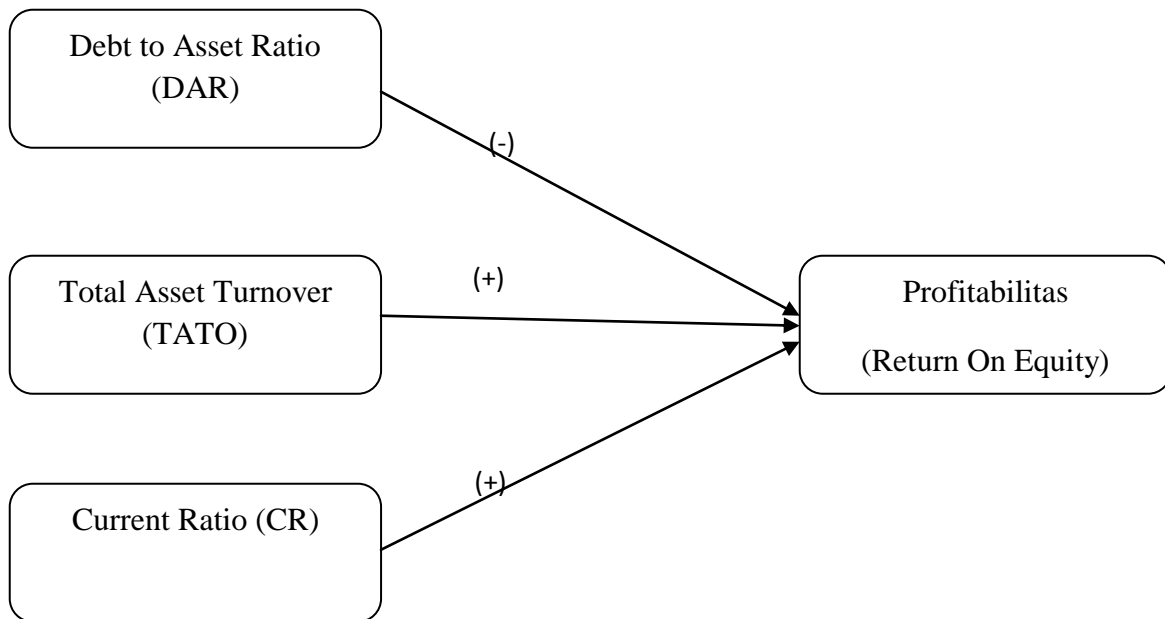 Debt to Asset Ratio
(DAR)
(-)
Total Asset Turnover
(TATO)
(+)
Profitabilitas
(Return On Equity)
Current Ratio (CR)
(+)